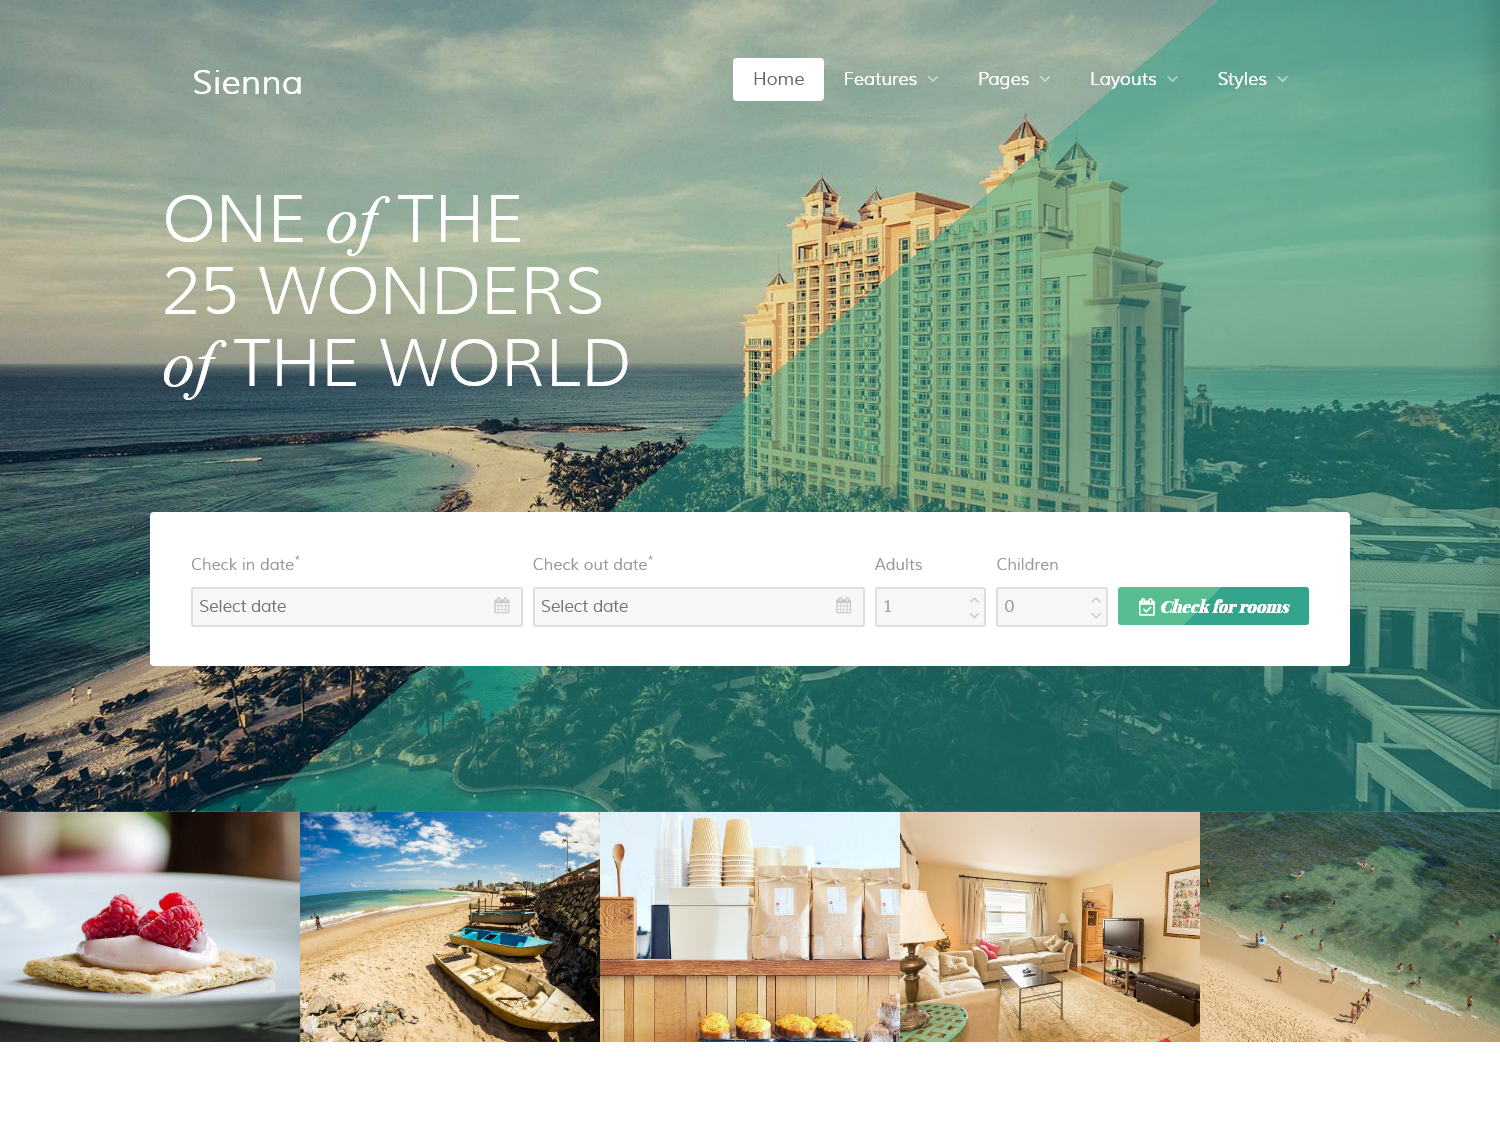 Sienna
Home Features Pages Layouts Styles
ONE of THE
25 WONDERS
of THE WORLD
Check in date* Check out date* Adults Children
Select date Select date 1 0 Check for rooms